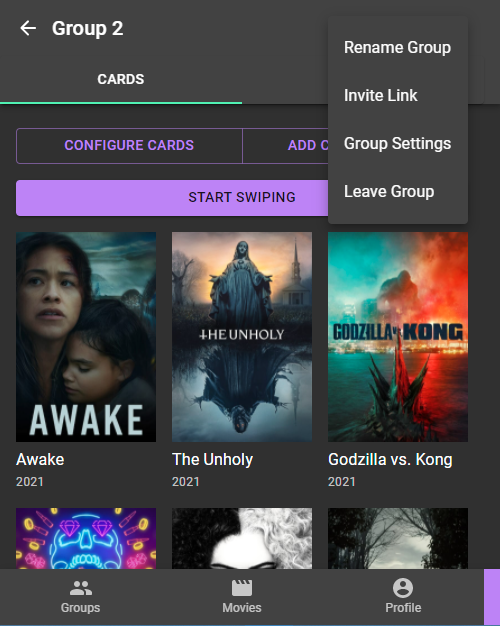 Group 2
Rename Group
Invite Link
Group Settings
Leave Group
CARDS
CONFIGURE CARDS
ADD C
START SWIPING
AWAKE
THE UNHOLY
GODZILLA VS. KONG
Awake
The Unholy
Godzilla vs. Kong
2021
2021
2021
Groups
Movies
Profile